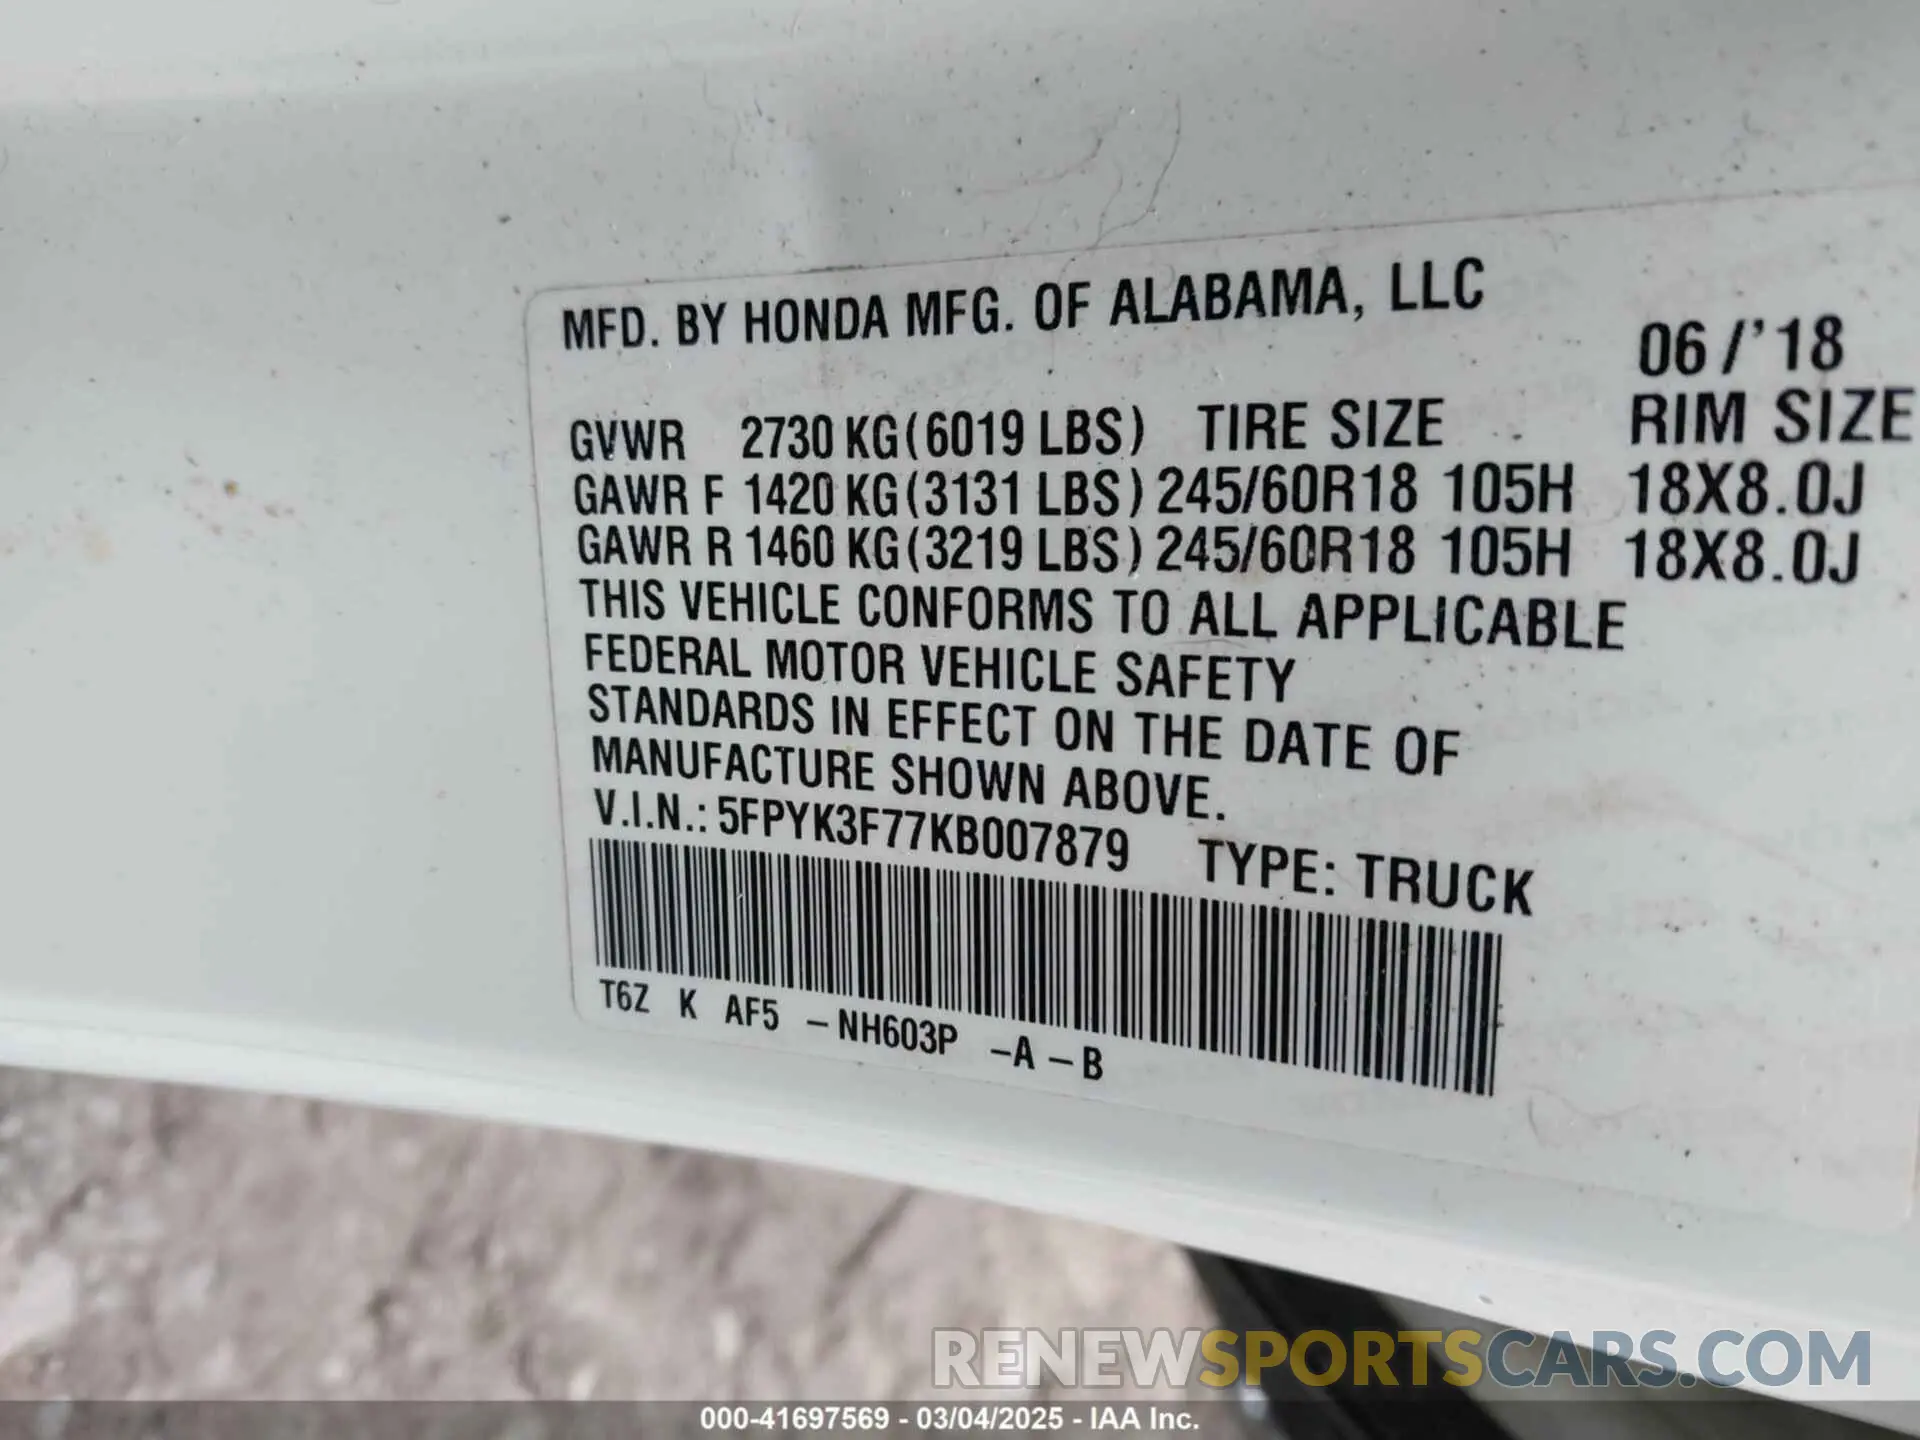 MFD. BY HONDA MFG. OF ALABAMA, LLC
06 /'18
GVWR 2730 KG (6019 LBS) TIRE SIZE RIM SIZE
GAWR F 1420 KG (3131 LBS) 245/60R18 105H 18X8.0J
GAWR R 1460 KG (3219 LBS) 245/60R18 105H 18X8.0J
THIS VEHICLE CONFORMS TO ALL APPLICABLE
FEDERAL MOTOR VEHICLE SAFETY
STANDARDS IN EFFECT ON THE DATE OF
MANUFACTURE SHOWN ABOVE.
V.I.N.: 5FPYK3F77KB007879 TYPE: TRUCK
T6Z K AF5 – NH603P – A – B
RENEWSPORTSCARS.COM
000-41697569 - 03/04/2025 - IAA Inc.